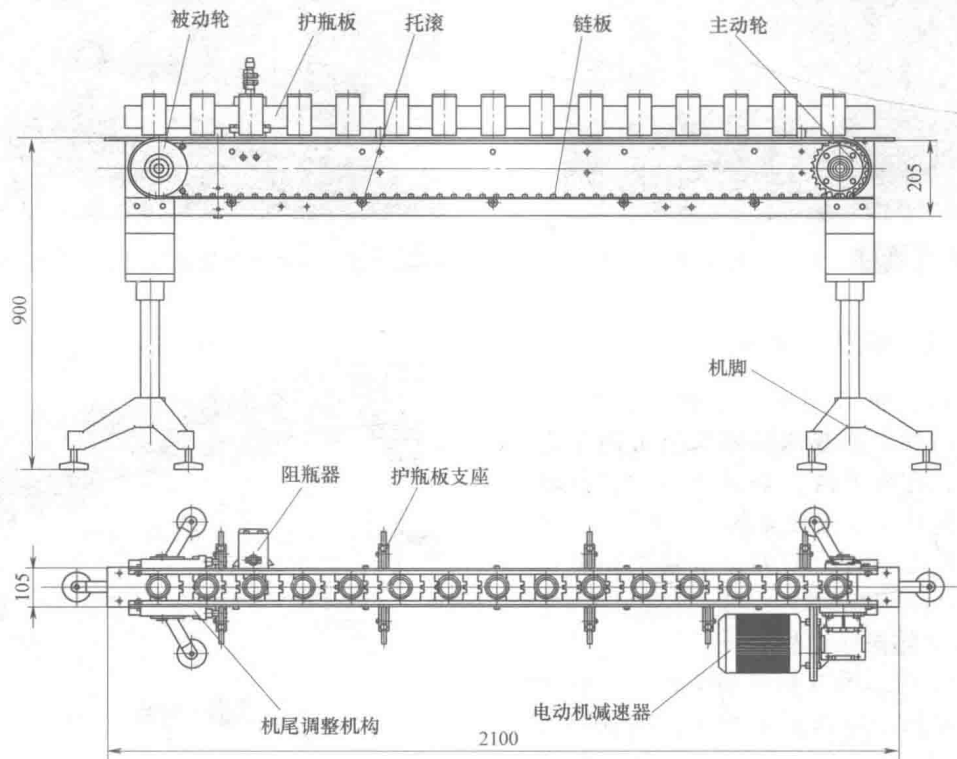 被动轮
护瓶板
托滚
链板
主动轮
205
900
机脚
阻瓶器
护瓶板支座
105
机尾调整机构
电动机减速器
2100